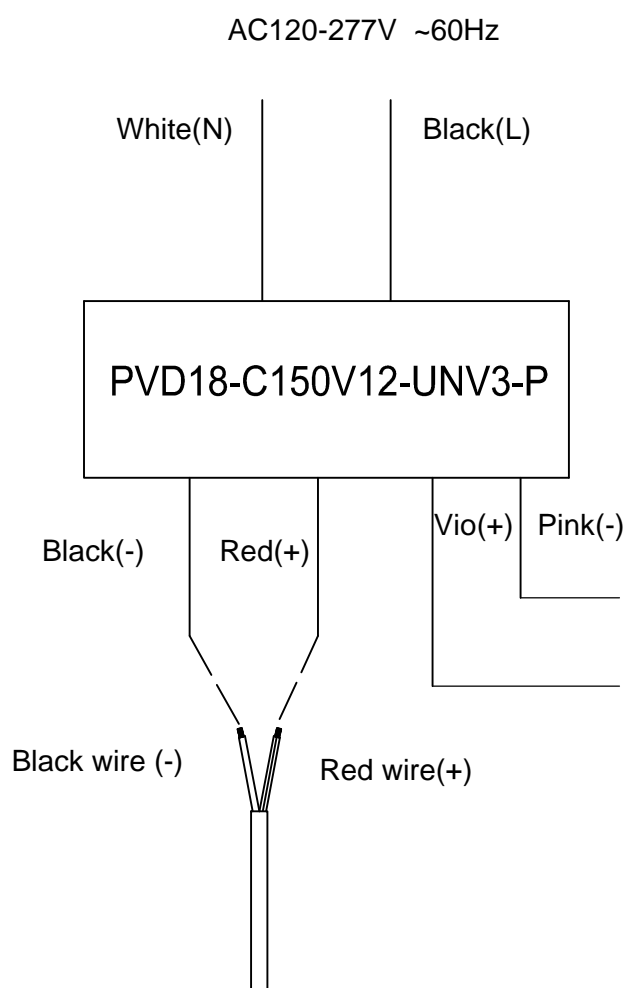 AC120-277V ~60Hz
White(N)
Black(L)
PVD18-C150V12-UNV3-P
Black(-)
Red(+)
Vio(+)
Pink(-)
Black wire (-)
Red wire(+)